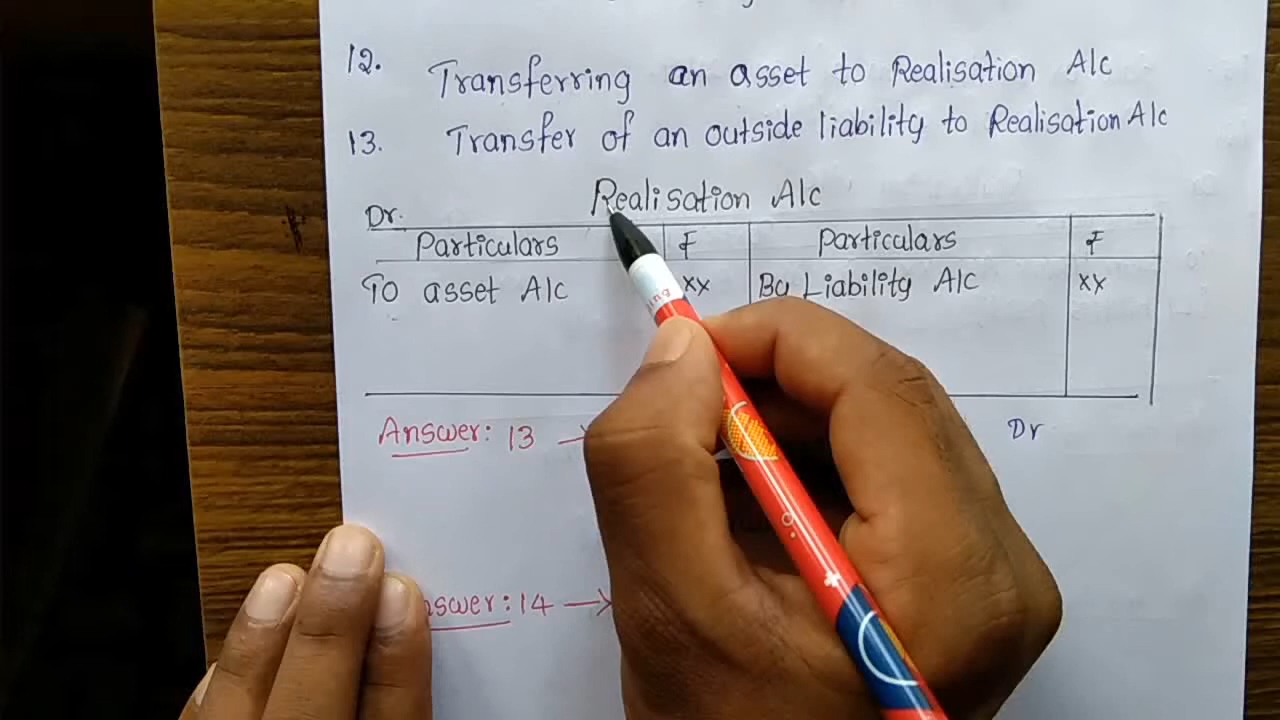 12. Transferring an asset to Realisation A/c
13. Transfer of an outside liability to Realisation A/c
Realisation A/c
Dr.
Particulars ₹ Particulars ₹
To asset A/c xx By Liability A/c xx
Answer: 13 → Dr
nswer: 14 →